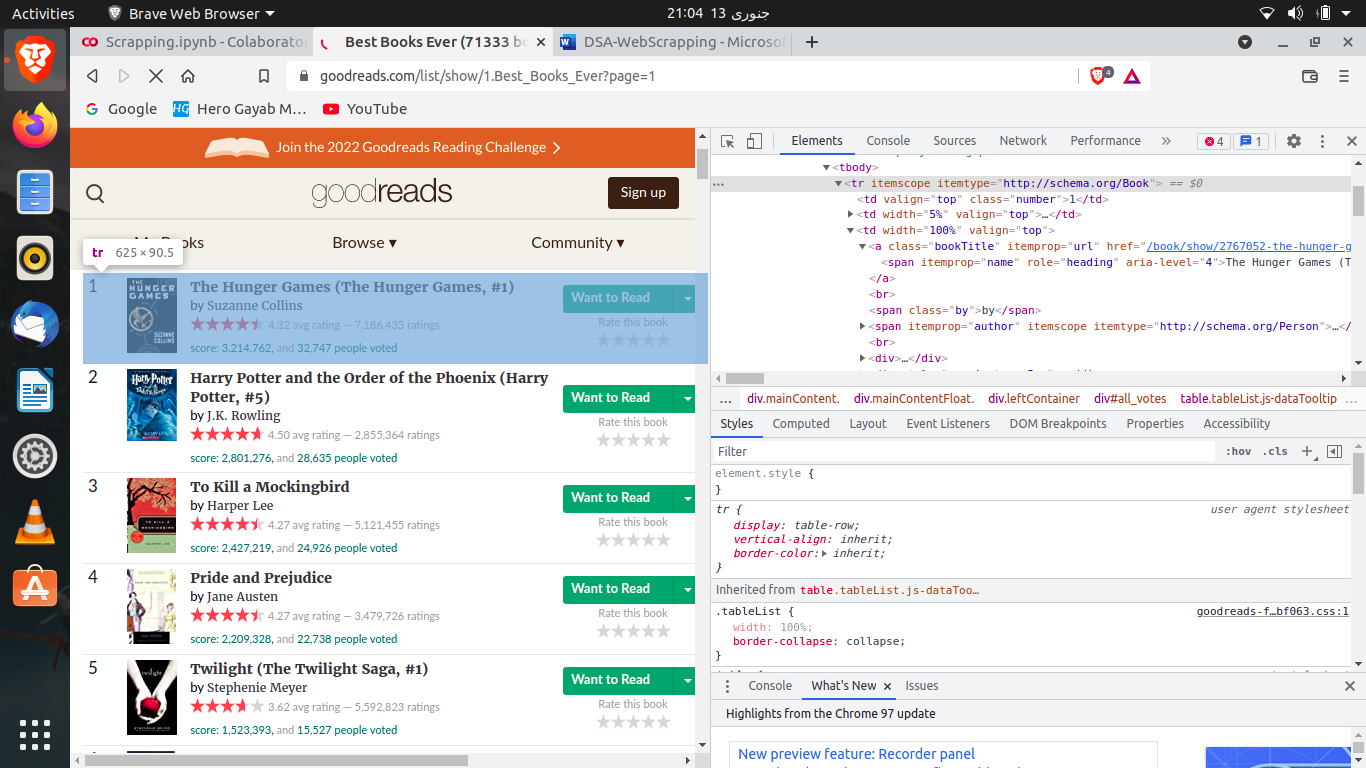 Activities
Brave Web Browser ▾
21:04 13 جنوری
Scrapping.ipynb - Colaborato
Best Books Ever (71333 bo
DSA-WebScrapping - Microsof
goodreads.com/list/show/1.Best_Books_Ever?page=1
4
Google
Hero Gayab M...
YouTube
Join the 2022 Goodreads Reading Challenge
goodreads
Sign up
My Books
Browse ▾
Community ▾
tr 625 × 90.5
1
The Hunger Games (The Hunger Games, #1)
by Suzanne Collins
4.32 avg rating — 7,186,433 ratings
score: 3,214,762, and 32,747 people voted
Want to Read
Rate this book
THE HUNGER GAMES
SUZANNE COLLINS
2
Harry Potter and the Order of the Phoenix (Harry
Potter, #5)
by J.K. Rowling
4.50 avg rating — 2,855,364 ratings
score: 2,801,276, and 28,635 people voted
Want to Read
Rate this book
Harry Potter
3
To Kill a Mockingbird
by Harper Lee
4.27 avg rating — 5,121,455 ratings
score: 2,427,219, and 24,926 people voted
Want to Read
Rate this book
4
Pride and Prejudice
by Jane Austen
4.27 avg rating — 3,479,726 ratings
score: 2,209,328, and 22,738 people voted
Want to Read
Rate this book
5
Twilight (The Twilight Saga, #1)
by Stephenie Meyer
3.62 avg rating — 5,592,823 ratings
score: 1,523,393, and 15,527 people voted
Want to Read
Rate this book
twilight
Elements
Console
Sources
Network
Performance
»
4
1
<tbody>
<tr itemscope itemtype="http://schema.org/Book"> == $0
<td valign="top" class="number">1</td>
<td width="5%" valign="top">…</td>
<td width="100%" valign="top">
<a class="bookTitle" itemprop="url" href="/book/show/2767052-the-hunger-g
<span itemprop="name" role="heading" aria-level="4">The Hunger Games (T
</a>
<br>
<span class="by">by</span>
<span itemprop="author" itemscope itemtype="http://schema.org/Person">…</
<br>
<div>…</div>
... div.mainContent. div.mainContentFloat. div.leftContainer div#all_votes table.tableList.js-dataTooltip ...
Styles
Computed
Layout
Event Listeners
DOM Breakpoints
Properties
Accessibility
Filter
:hov .cls
element.style {
}
tr {
user agent stylesheet
display: table-row;
vertical-align: inherit;
border-color: inherit;
}
Inherited from table.tableList.js-dataToo…
.tableList {
goodreads-f…bf063.css:1
width: 100%;
border-collapse: collapse;
}
Console
What's New
Issues
Highlights from the Chrome 97 update
New preview feature: Recorder panel